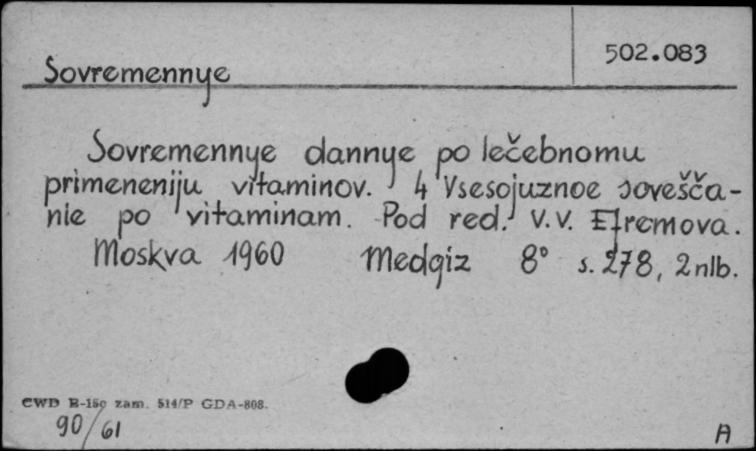 502.083
Sovremennye
Sovremennye dannye po lečebnomu
primeneniju vitaminov. 4 Vsesojuznoe sovešča-
nie po vitaminam. Pod red. V.V. Efremova.
Moskva 1960 Medgiz 8° s. 278, 2 nlb.
CWD B-15c zam. 514/P GDA-808.
90/61
A